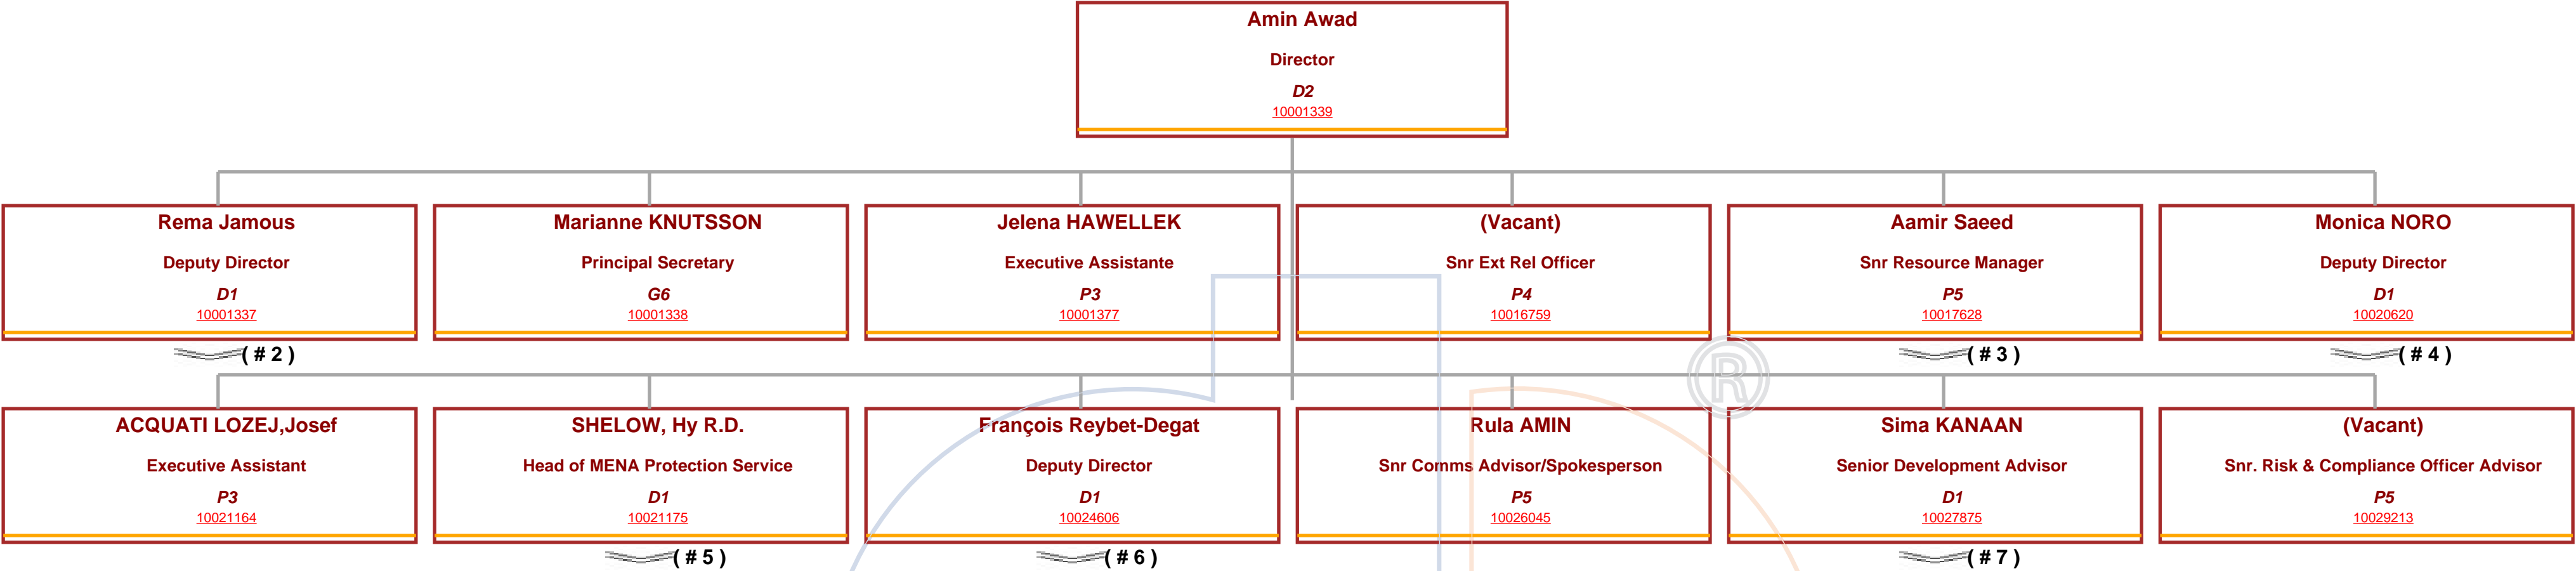 Amin Awad
Director
D2
10001339
Rema Jamous
Deputy Director
D1
10001337
( # 2 )
Marianne KNUTSSON
Principal Secretary
G6
10001338
Jelena HAWELLEK
Executive Assistante
P3
10001377
(Vacant)
Snr Ext Rel Officer
P4
10016759
Aamir Saeed
Snr Resource Manager
P5
10017628
( # 3 )
Monica NORO
Deputy Director
D1
10020620
( # 4 )
ACQUATI LOZEJ,Josef
Executive Assistant
P3
10021164
SHELOW, Hy R.D.
Head of MENA Protection Service
D1
10021175
( # 5 )
François Reybet-Degat
Deputy Director
D1
10024606
( # 6 )
Rula AMIN
Snr Comms Advisor/Spokesperson
P5
10026045
Sima KANAAN
Senior Development Advisor
D1
10027875
( # 7 )
(Vacant)
Snr. Risk & Compliance Officer Advisor
P5
10029213
®